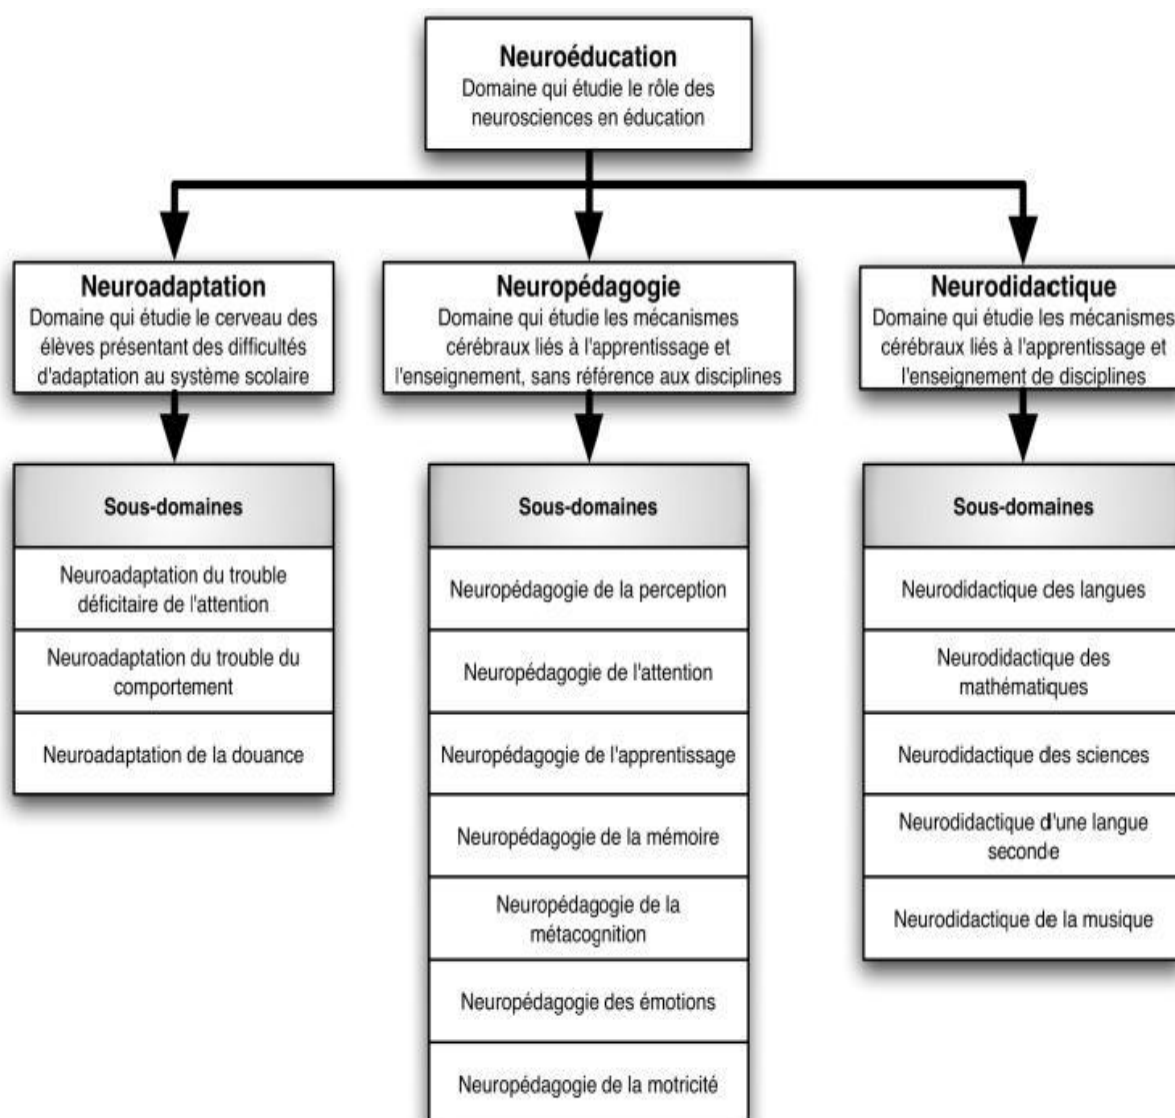 Neuroéducation
Domaine qui étudie le rôle des
neurosciences en éducation
Neuroadaptation
Domaine qui étudie le cerveau des
élèves présentant des difficultés
d'adaptation au système scolaire
Neuropédagogie
Domaine qui étudie les mécanismes
cérébraux liés à l'apprentissage et
l'enseignement, sans référence aux disciplines
Neurodidactique
Domaine qui étudie les mécanismes
cérébraux liés à l'apprentissage et
l'enseignement de disciplines
Sous-domaines
Neuroadaptation du trouble
déficitaire de l'attention
Neuroadaptation du trouble du
comportement
Neuroadaptation de la douance
Sous-domaines
Neuropédagogie de la perception
Neuropédagogie de l'attention
Neuropédagogie de l'apprentissage
Neuropédagogie de la mémoire
Neuropédagogie de la
métacognition
Neuropédagogie des émotions
Neuropédagogie de la motricité
Sous-domaines
Neurodidactique des langues
Neurodidactique des
mathématiques
Neurodidactique des sciences
Neurodidactique d'une langue
seconde
Neurodidactique de la musique